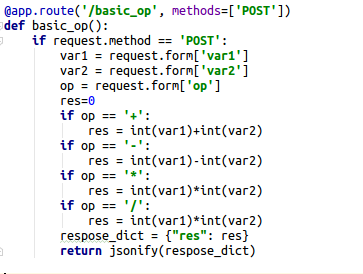 @app.route('/basic_op', methods=['POST'])
def basic_op():
    if request.method == 'POST':
        var1 = request.form['var1']
        var2 = request.form['var2']
        op = request.form['op']
        res=0
        if op == '+':
            res = int(var1)+int(var2)
        if op == '-':
            res = int(var1)-int(var2)
        if op == '*':
            res = int(var1)*int(var2)
        if op == '/':
            res = int(var1)*int(var2)
        respose_dict = {"res": res}
        return jsonify(respose_dict)